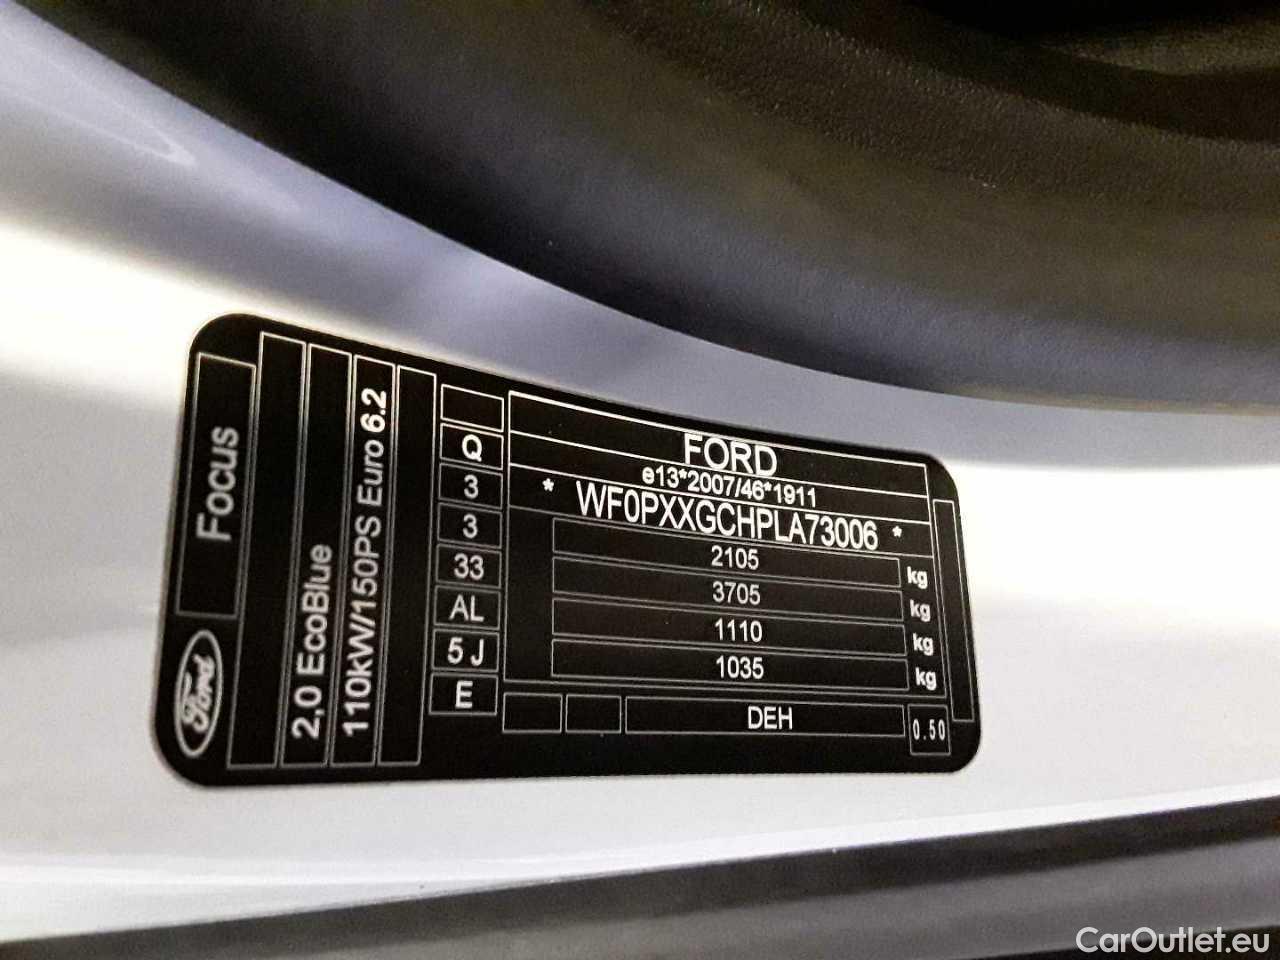 Ford
Focus
2,0 EcoBlue
110kW/150PS Euro 6.2
Q
3
3
33
AL
5 J
E
FORD
e13*2007/46*1911
* WF0PXXGCHPLA73006 *
2105 kg
3705 kg
1110 kg
1035 kg
DEH
0.50
CarOutlet.eu